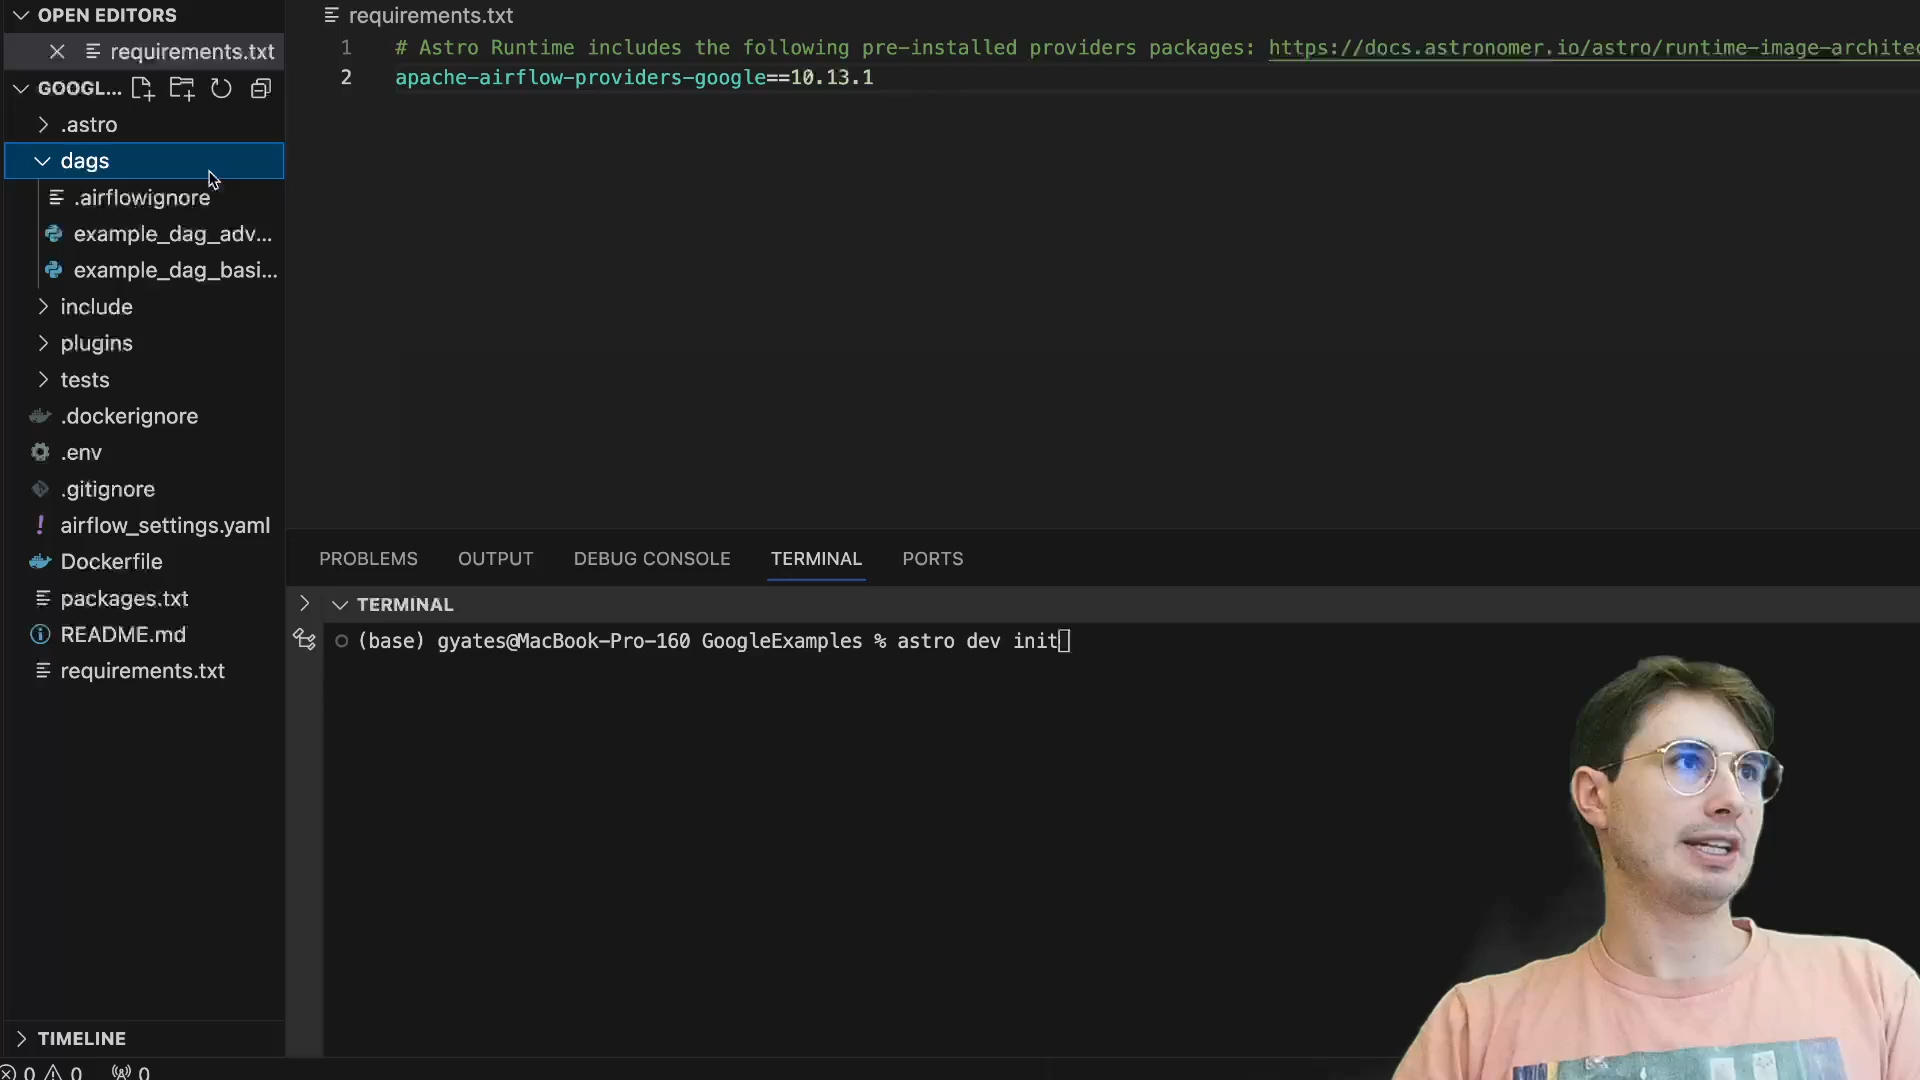 OPEN EDITORS
requirements.txt
GOOGL...
.astro
dags
.airflowignore
example_dag_adv...
example_dag_basi...
include
plugins
tests
.dockerignore
.env
.gitignore
airflow_settings.yaml
Dockerfile
packages.txt
README.md
requirements.txt
TIMELINE
0 0 0
requirements.txt
1 # Astro Runtime includes the following pre-installed providers packages: https://docs.astronomer.io/astro/runtime-image-architec
2 apache-airflow-providers-google==10.13.1
PROBLEMS OUTPUT DEBUG CONSOLE TERMINAL PORTS
TERMINAL
(base) gyates@MacBook-Pro-160 GoogleExamples % astro dev init